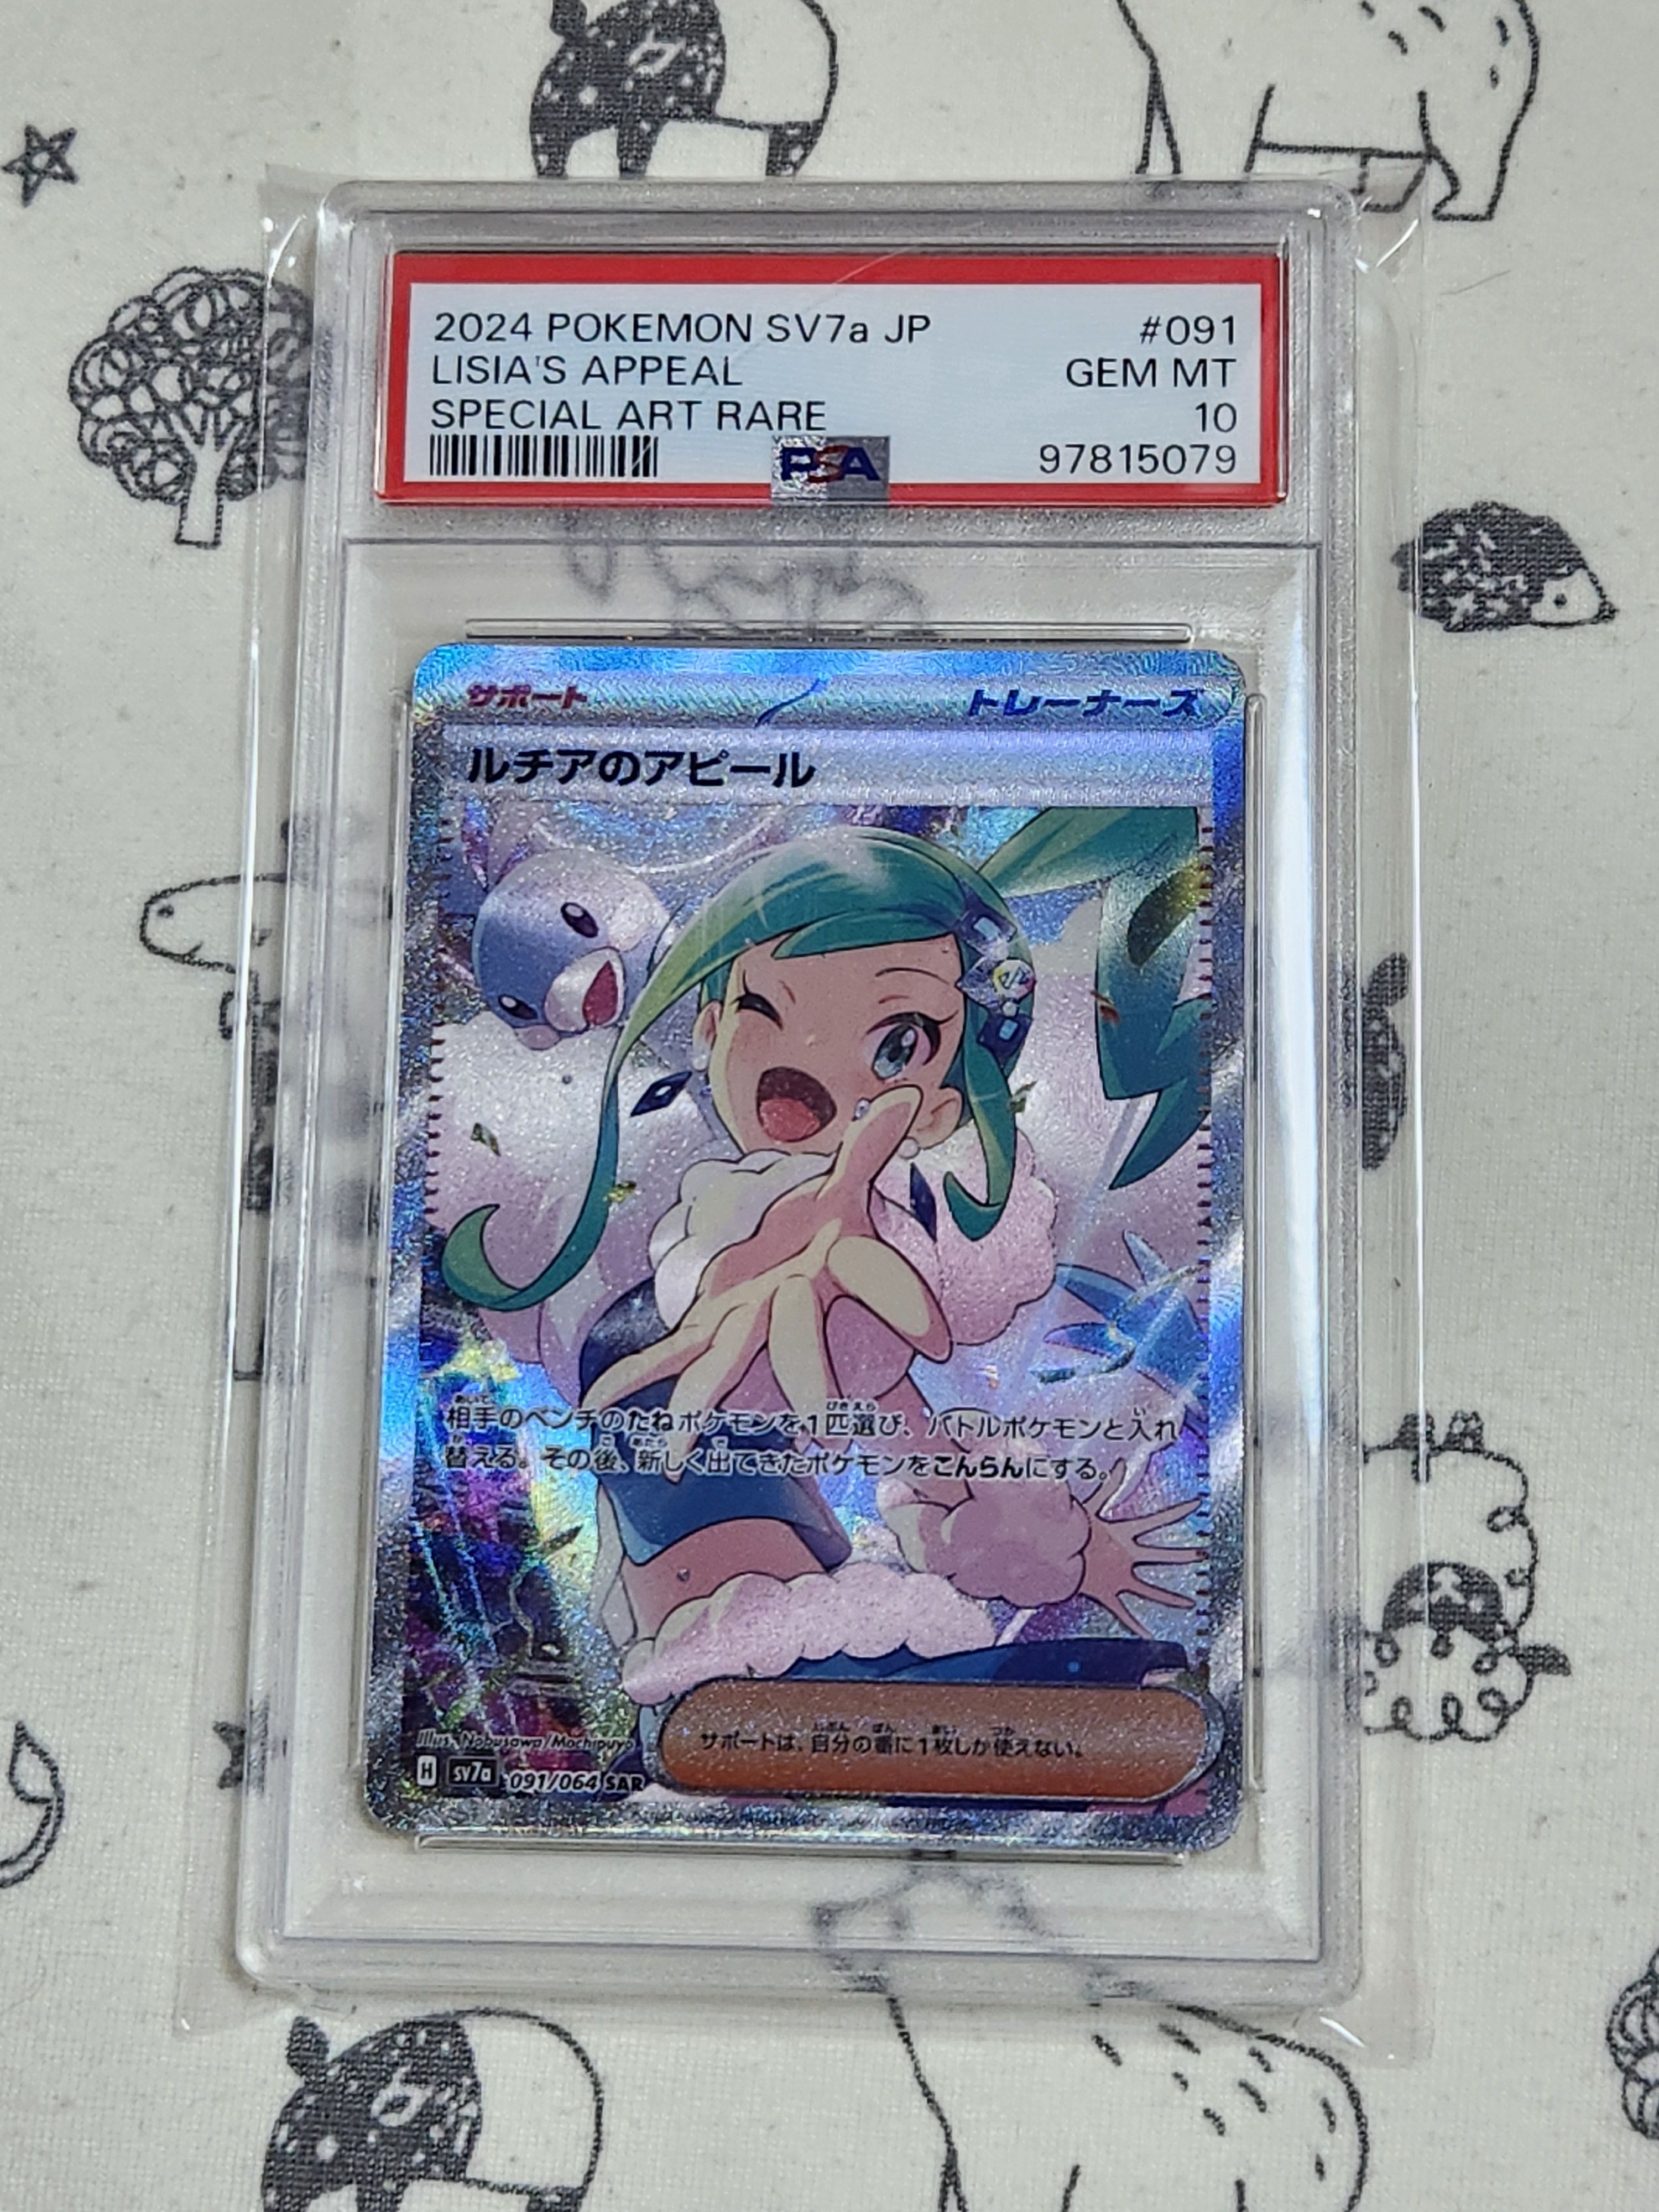 2024 POKEMON SV7a JP #091
LISIA'S APPEAL GEM MT
SPECIAL ART RARE 10
PSA 97815079
サポート トレーナーズ
ルチアのアピール
相手のベンチのたねポケモンを1匹選び、バトルポケモンと入れ
替える。その後、新しく出てきたポケモンをこんらんにする。
サポートは、自分の番に1枚しか使えない。
Illus. Nobusawa/Mochipuyo
H SV7a 091/064 SAR